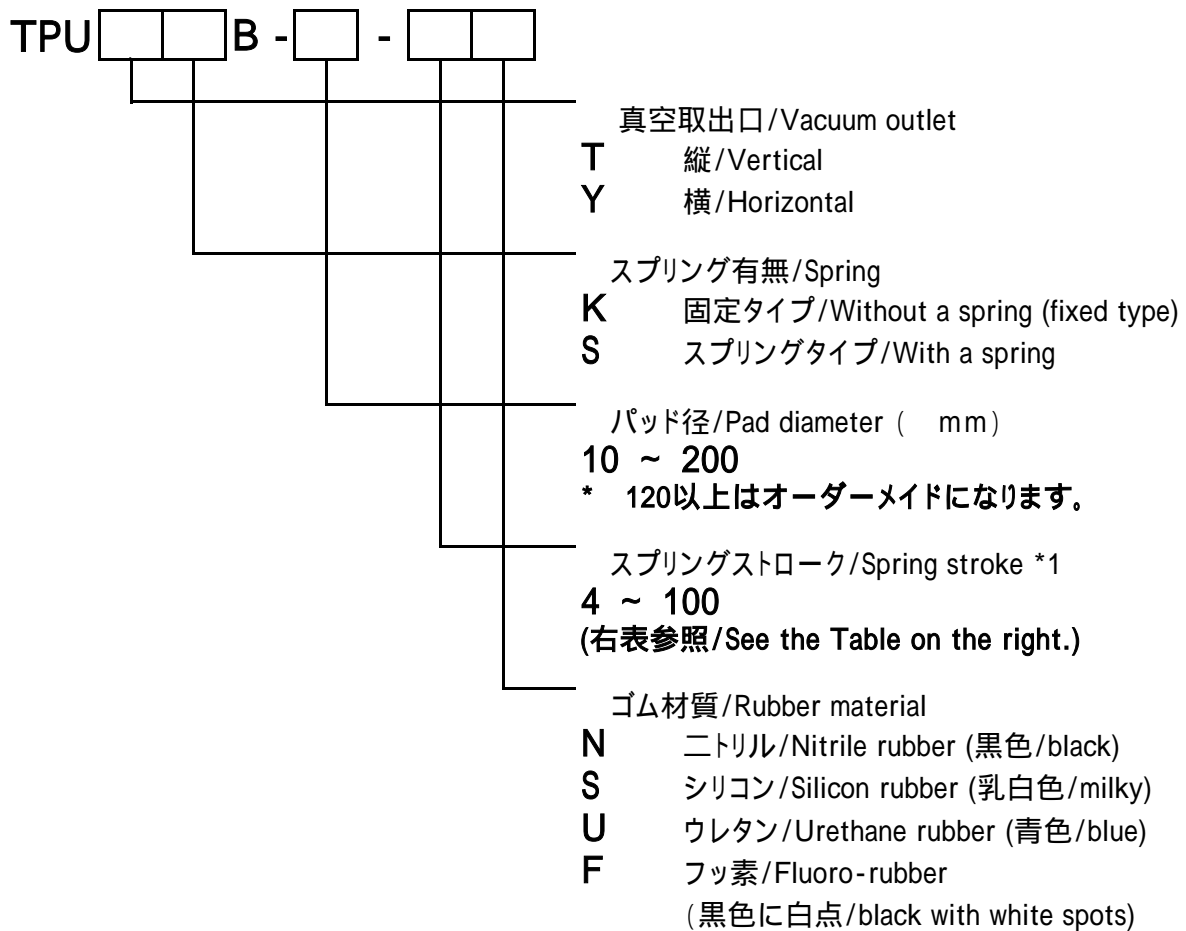 TPU B - -
真空取出口/Vacuum outlet
T 縦/Vertical
Y 横/Horizontal
スプリング有無/Spring
K 固定タイプ/Without a spring (fixed type)
S スプリングタイプ/With a spring
パッド径/Pad diameter ( mm)
10 ~ 200
* 120以上はオーダーメイドになります。
スプリングストローク/Spring stroke *1
4 ~ 100
(右表参照/See the Table on the right.)
ゴム材質/Rubber material
N ニトリル/Nitrile rubber (黒色/black)
S シリコン/Silicon rubber (乳白色/milky)
U ウレタン/Urethane rubber (青色/blue)
F フッ素/Fluoro-rubber
(黒色に白点/black with white spots)